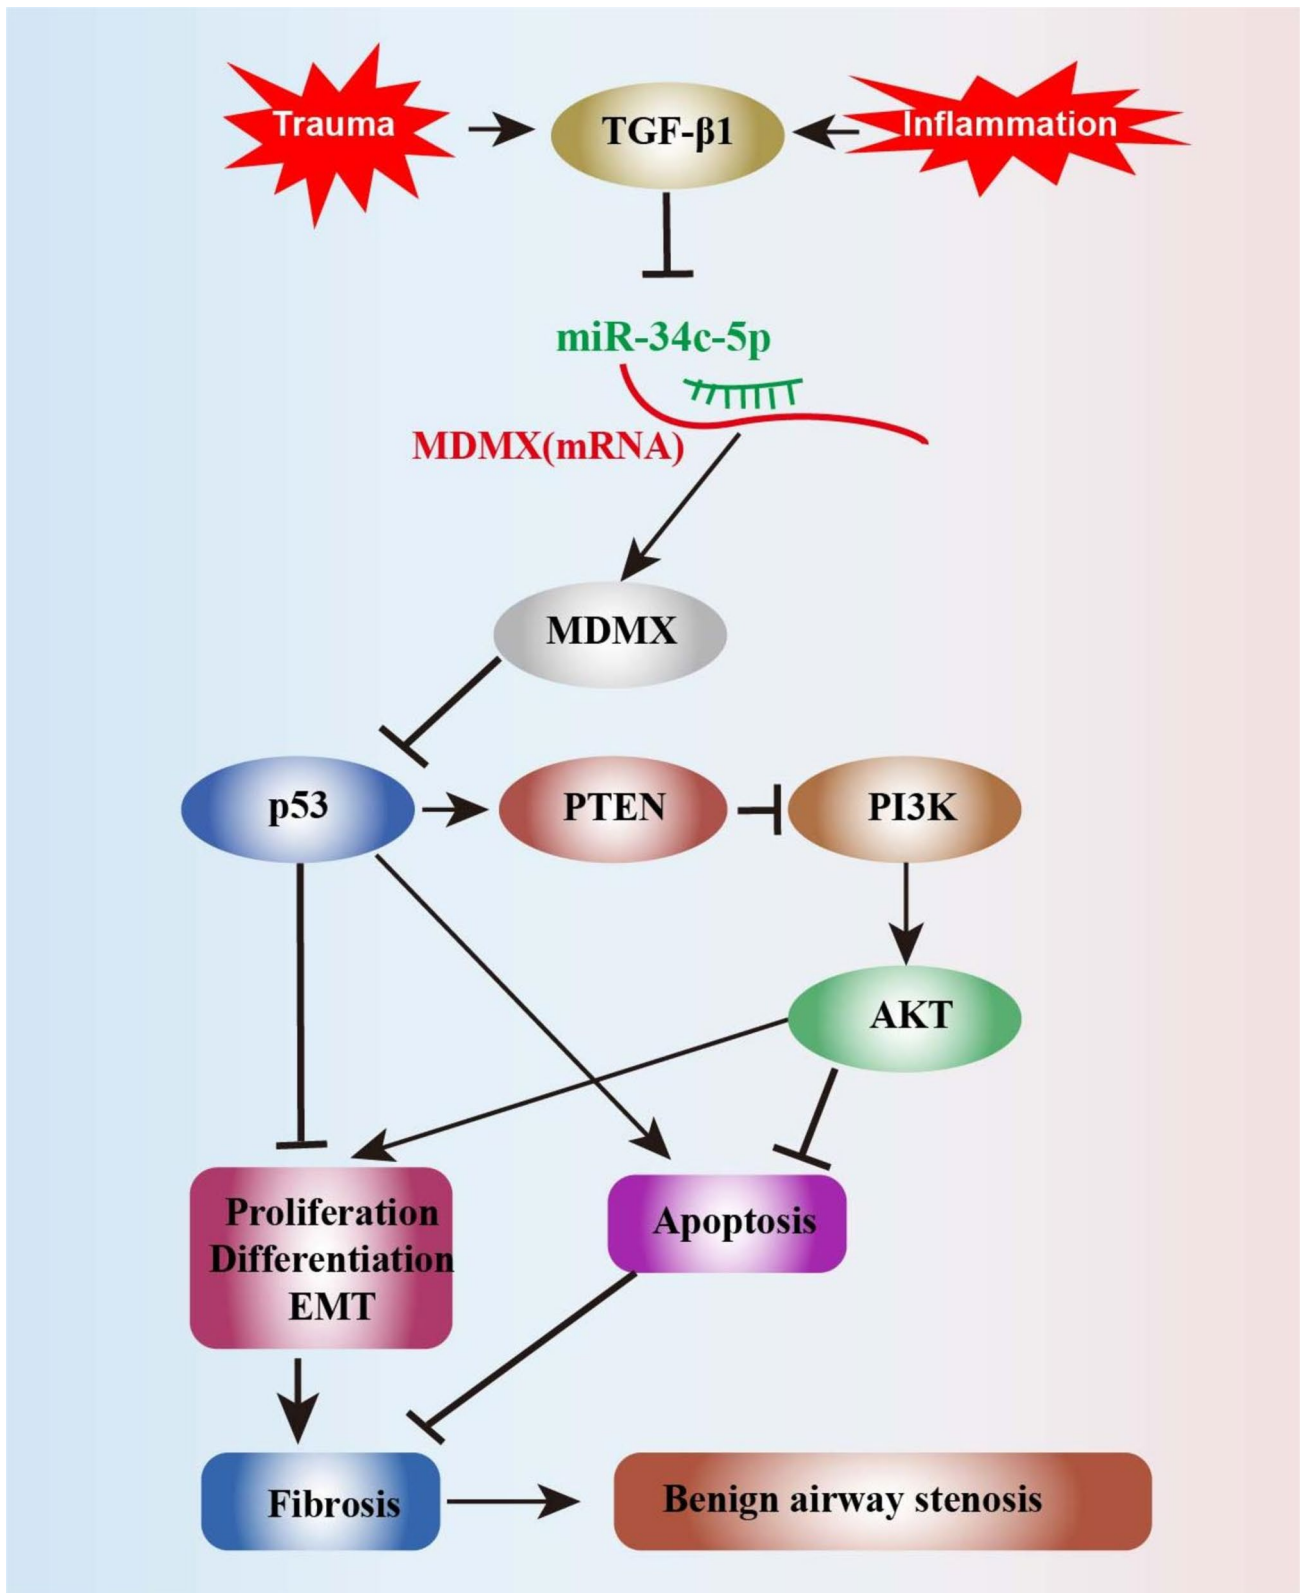 Trauma
TGF-β1
Inflammation
miR-34c-5p
MDMX(mRNA)
MDMX
p53
PTEN
PI3K
AKT
Proliferation
Differentiation
EMT
Apoptosis
Fibrosis
Benign airway stenosis